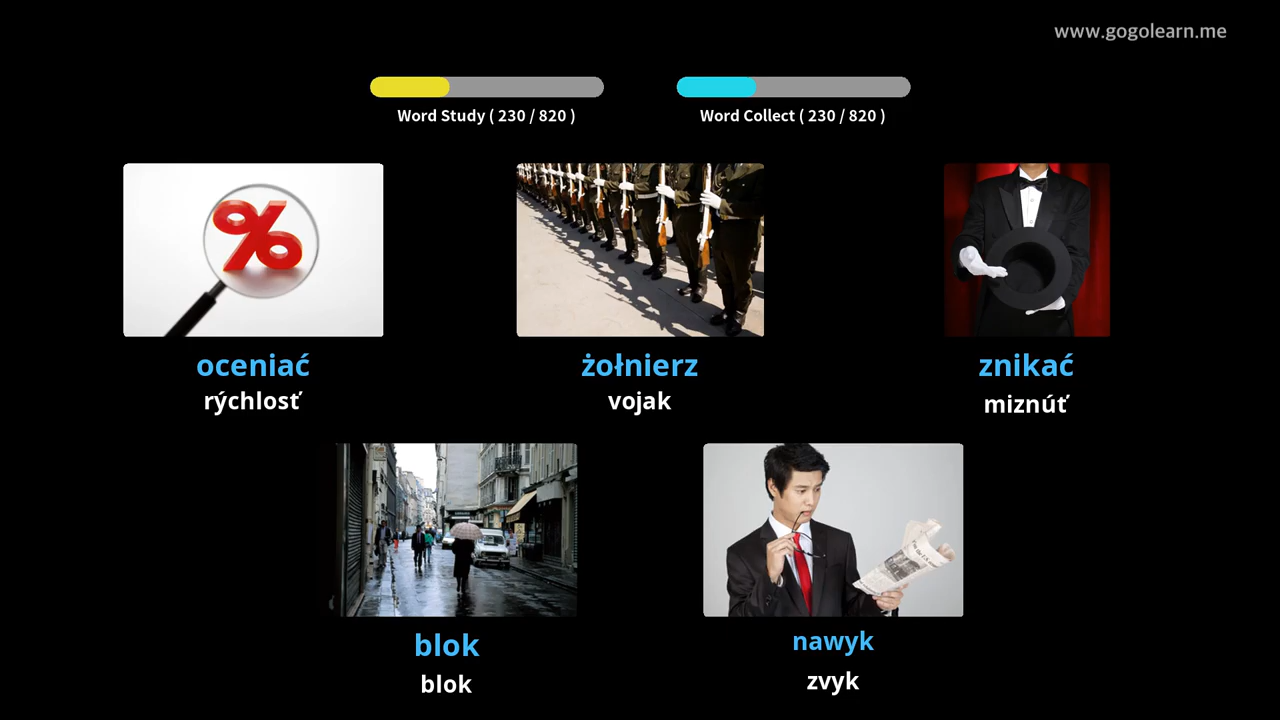 www.gogolearn.me
Word Study ( 230 / 820 )
Word Collect ( 230 / 820 )
oceniać
rýchlosť
żołnierz
vojak
znikać
miznúť
blok
blok
nawyk
zvyk